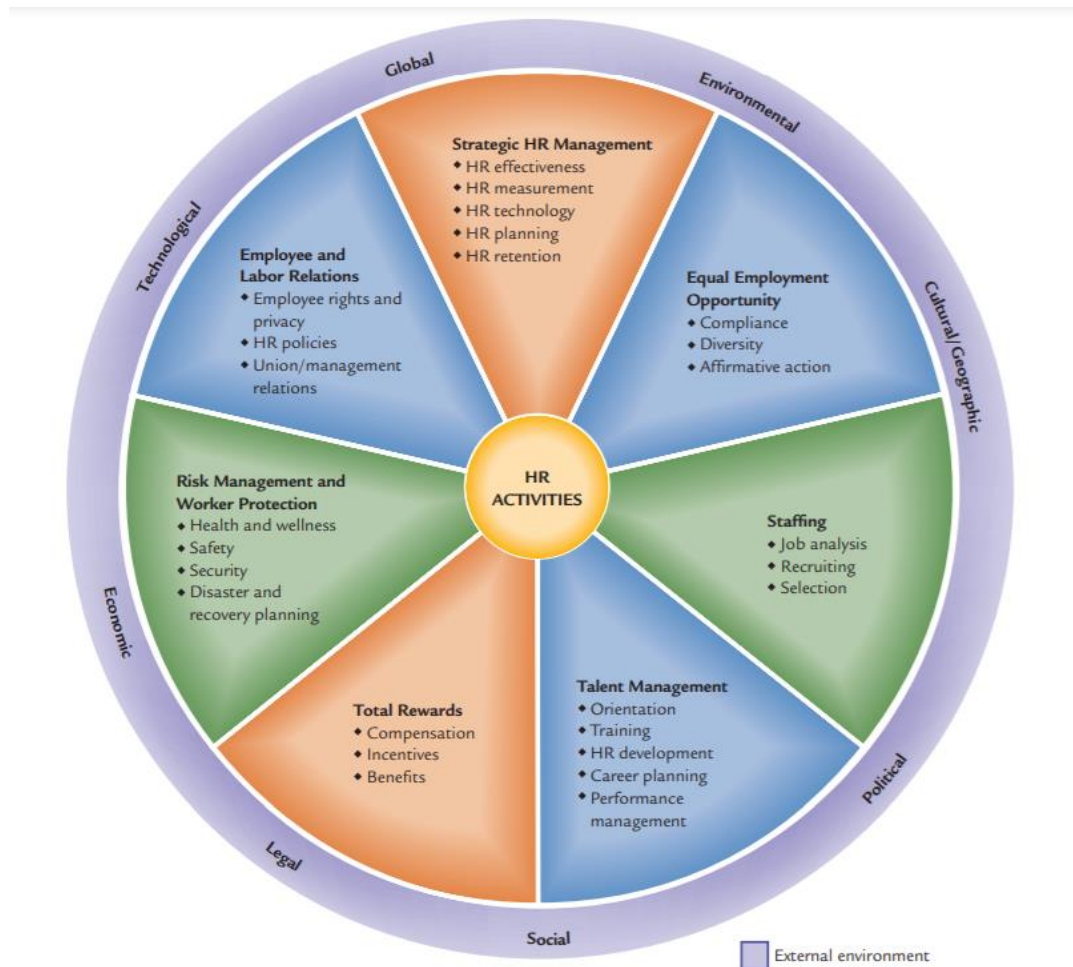 Global
Environmental
Technological
Cultural/Geographic
Strategic HR Management
◆ HR effectiveness
◆ HR measurement
◆ HR technology
◆ HR planning
◆ HR retention
Employee and
Labor Relations
◆ Employee rights and
privacy
◆ HR policies
◆ Union/management
relations
Equal Employment
Opportunity
◆ Compliance
◆ Diversity
◆ Affirmative action
HR
ACTIVITIES
Risk Management and
Worker Protection
◆ Health and wellness
◆ Safety
◆ Security
◆ Disaster and
recovery planning
Staffing
◆ Job analysis
◆ Recruiting
◆ Selection
Economic
Total Rewards
◆ Compensation
◆ Incentives
◆ Benefits
Talent Management
◆ Orientation
◆ Training
◆ HR development
◆ Career planning
◆ Performance
management
Political
Legal
Social
External environment